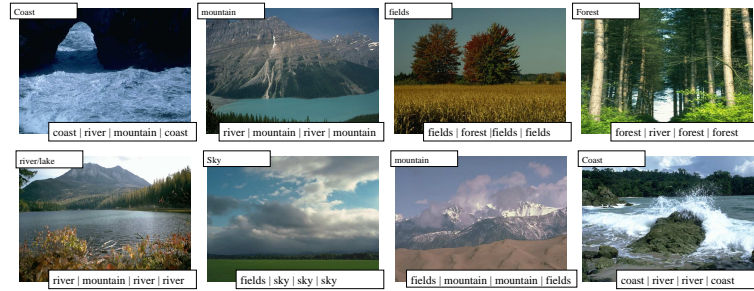 Coast
mountain
fields
Forest
coast | river | mountain | coast
river | mountain | river | mountain
fields | forest |fields | fields
forest | river | forest | forest
river/lake
Sky
mountain
Coast
river | mountain | river | river
fields | sky | sky | sky
fields | mountain | mountain | fields
coast | river | river | coast